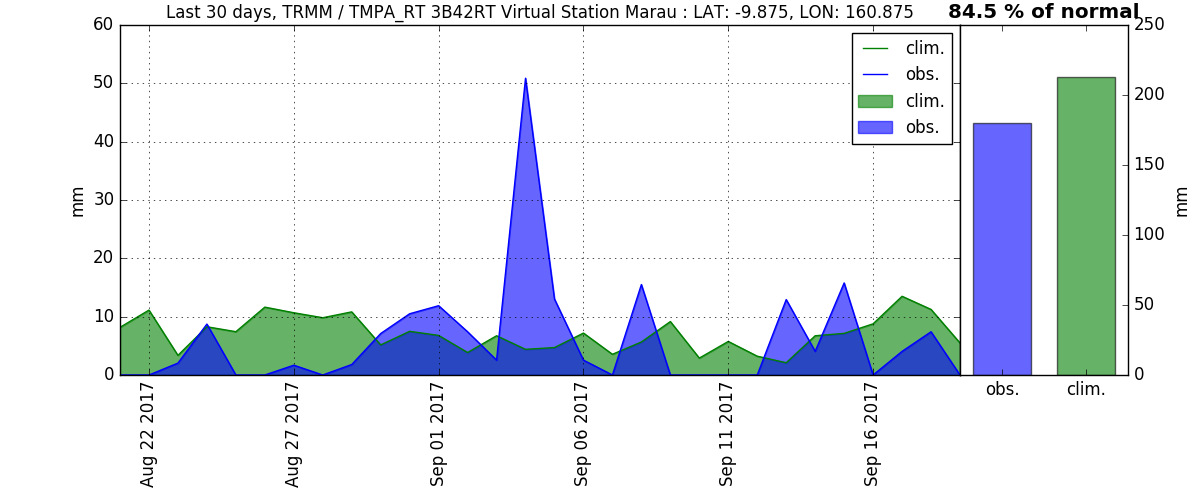 Last 30 days, TRMM / TMPA_RT 3B42RT Virtual Station Marau : LAT: -9.875, LON: 160.875
84.5 % of normal
60
50
40
30
20
10
0
mm
clim.
obs.
clim.
obs.
Aug 22 2017
Aug 27 2017
Sep 01 2017
Sep 06 2017
Sep 11 2017
Sep 16 2017
250
200
150
100
50
0
mm
obs.
clim.